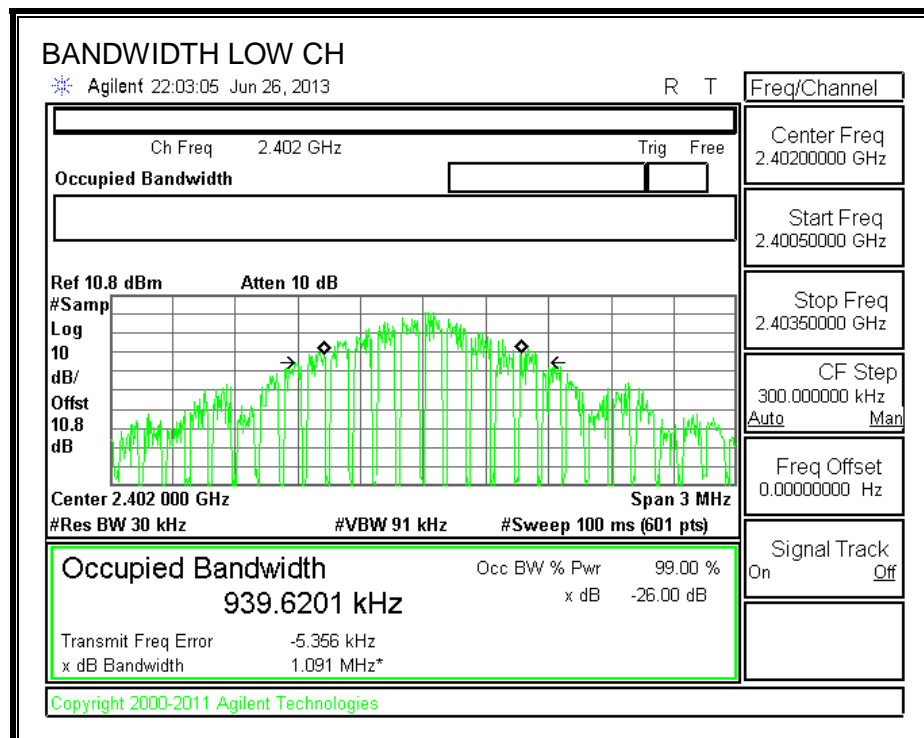 BANDWIDTH LOW CH
Agilent 22:03:05 Jun 26, 2013 R T
Freq/Channel
Ch Freq 2.402 GHz Trig Free
Occupied Bandwidth
Center Freq
2.40200000 GHz
Start Freq
2.40050000 GHz
Stop Freq
2.40350000 GHz
CF Step
300.000000 kHz
Auto Man
Freq Offset
0.00000000 Hz
Signal Track
On Off
Ref 10.8 dBm Atten 10 dB
#Samp
Log
10
dB/
Offst
10.8
dB
Center 2.402 000 GHz Span 3 MHz
#Res BW 30 kHz #VBW 91 kHz #Sweep 100 ms (601 pts)
Occupied Bandwidth Occ BW % Pwr 99.00 %
939.6201 kHz x dB -26.00 dB
Transmit Freq Error -5.356 kHz
x dB Bandwidth 1.091 MHz*
Copyright 2000-2011 Agilent Technologies